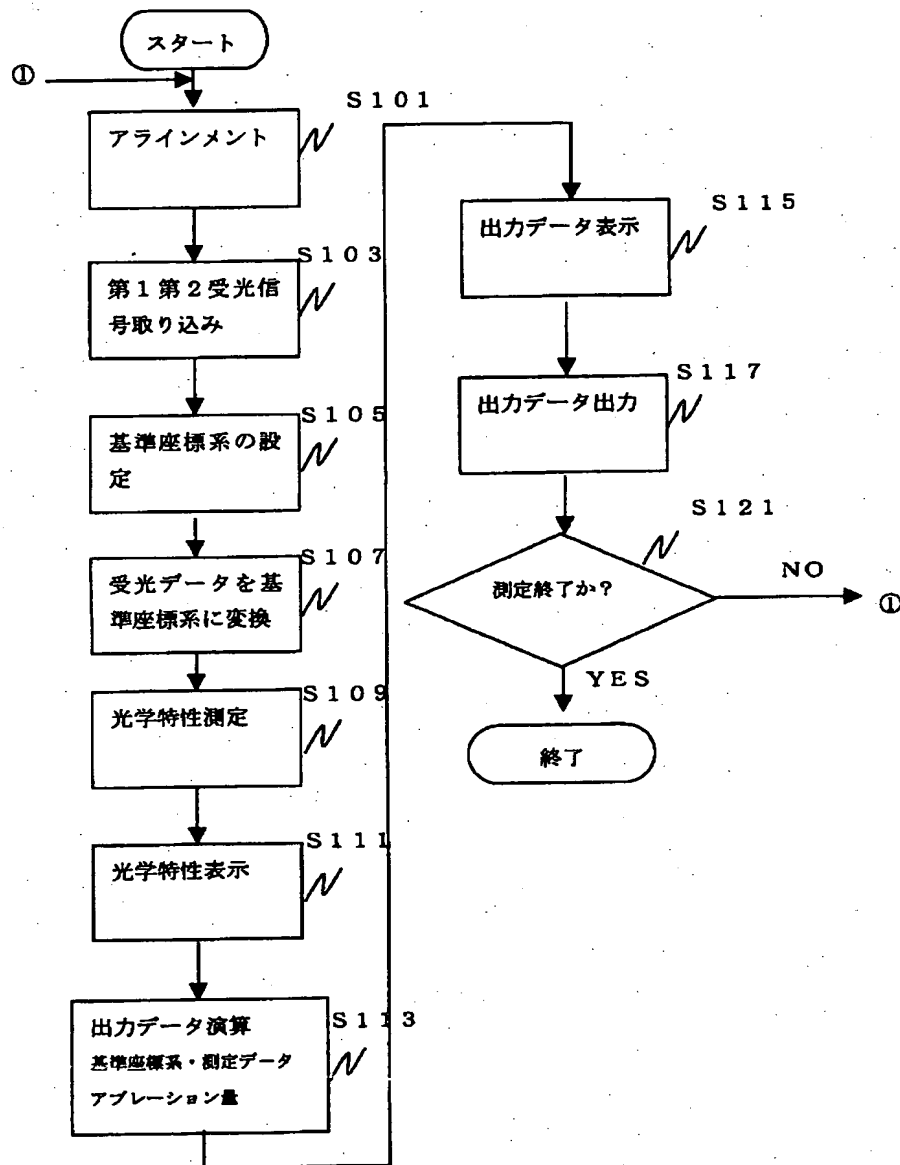 スタート
①
S101
アラインメント
S103
第1第2受光信
号取り込み
S105
基準座標系の設
定
S107
受光データを基
準座標系に変換
S109
光学特性測定
S111
光学特性表示
S113
出力データ演算
基準座標系・測定データ
アブレーション量
S115
出力データ表示
S117
出力データ出力
S121
測定終了か？
NO
①
YES
終了